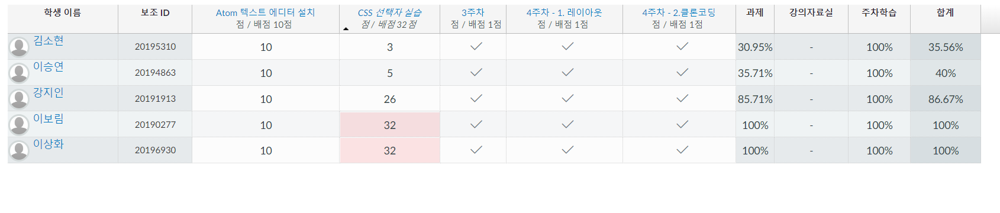 학생 이름 보조 ID Atom 텍스트 에디터 설치 CSS 선택자 실습 3주차 4주차 - 1. 레이아웃 4주차 - 2.클론코딩 과제 강의자료실 주차학습 합계
점 / 배점 10점 점 / 배점 32점 점 / 배점 1점 점 / 배점 1점 점 / 배점 1점
김소현 20195310 10 3 ✓ ✓ ✓ 30.95% - 100% 35.56%
이승연 20194863 10 5 ✓ ✓ ✓ 35.71% - 100% 40%
강지인 20191913 10 26 ✓ ✓ ✓ 85.71% - 100% 86.67%
이보림 20190277 10 32 ✓ ✓ ✓ 100% - 100% 100%
이상화 20196930 10 32 ✓ ✓ ✓ 100% - 100% 100%